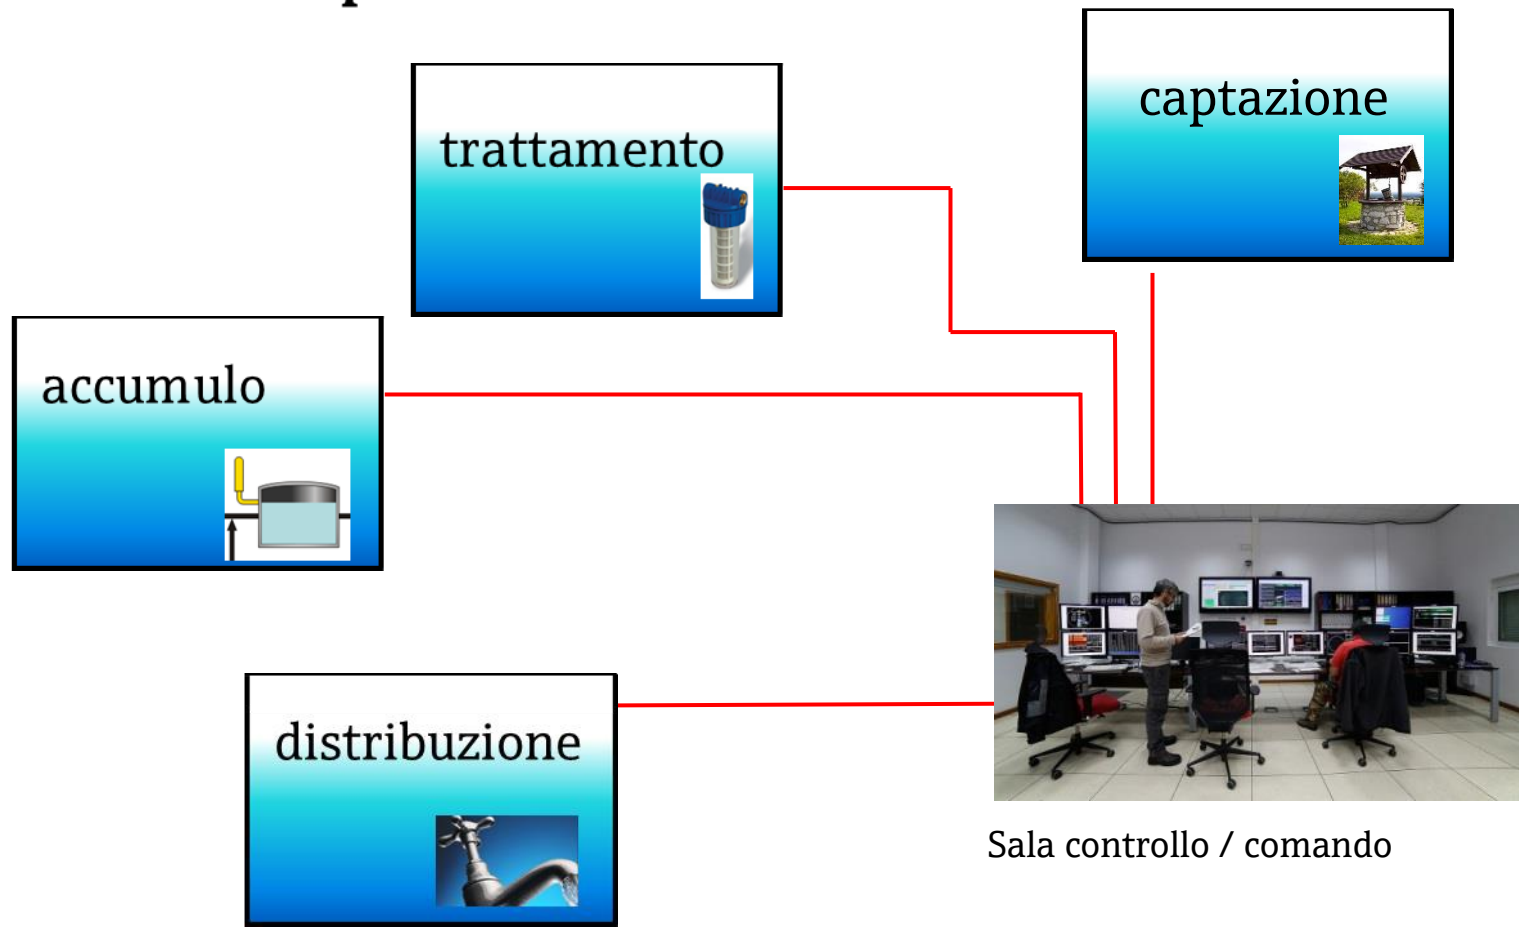 captazione
trattamento
accumulo
distribuzione
Sala controllo / comando